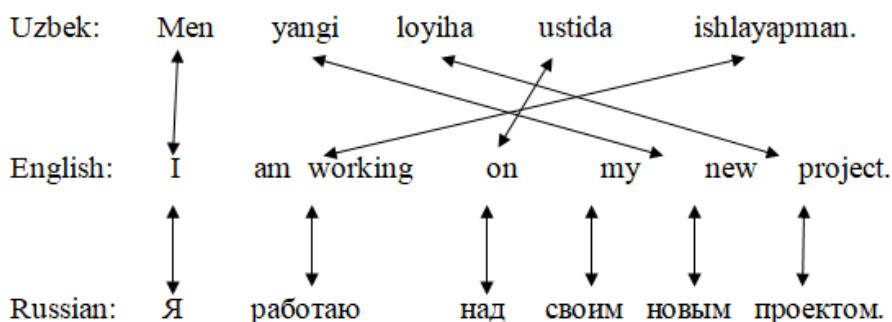 Uzbek: Men yangi loyiha ustida ishlayapman.
English: I am working on my new project.
Russian: Я работаю над своим новым проектом.